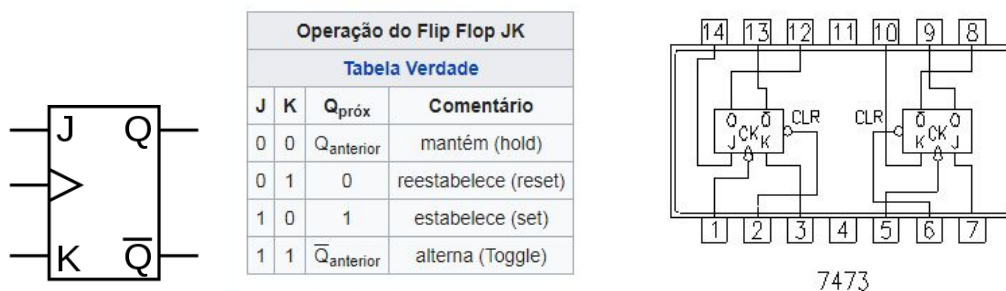 J Q
K Q̅
Operação do Flip Flop JK
Tabela Verdade
J K Qpróx Comentário
0 0 Qanterior mantém (hold)
0 1 0 reestabelece (reset)
1 0 1 estabelece (set)
1 1 Q̅anterior alterna (Toggle)
14 13 12 11 10 9 8
CLR CLR
Q Q̅ Q̅ Q
J CK K K CK J
1 2 3 4 5 6 7
7473